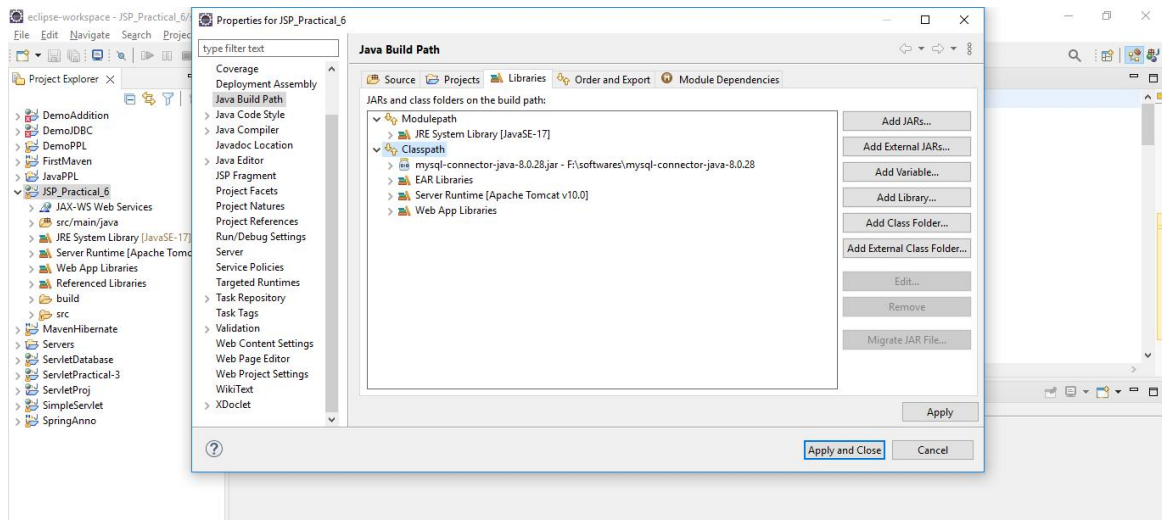 eclipse-workspace - JSP_Practical_6/
File Edit Navigate Search Projec
Project Explorer
DemoAddition
DemoJDBC
DemoPPL
FirstMaven
JavaPPL
JSP_Practical_6
JAX-WS Web Services
src/main/java
JRE System Library [JavaSE-17]
Server Runtime [Apache Tomc
Web App Libraries
Referenced Libraries
build
src
MavenHibernate
Servers
ServletDatabase
ServletPractical-3
ServletProj
SimpleServlet
SpringAnno
Properties for JSP_Practical_6
type filter text
Coverage
Deployment Assembly
Java Build Path
Java Code Style
Java Compiler
Javadoc Location
Java Editor
JSP Fragment
Project Facets
Project Natures
Project References
Run/Debug Settings
Server
Service Policies
Targeted Runtimes
Task Repository
Task Tags
Validation
Web Content Settings
Web Page Editor
Web Project Settings
WikiText
XDoclet
Java Build Path
Source Projects Libraries Order and Export Module Dependencies
JARs and class folders on the build path:
Modulepath
JRE System Library [JavaSE-17]
Classpath
mysql-connector-java-8.0.28.jar - F:\softwares\mysql-connector-java-8.0.28
EAR Libraries
Server Runtime [Apache Tomcat v10.0]
Web App Libraries
Add JARs...
Add External JARs...
Add Variable...
Add Library...
Add Class Folder...
Add External Class Folder...
Edit...
Remove
Migrate JAR File...
Apply
Apply and Close Cancel